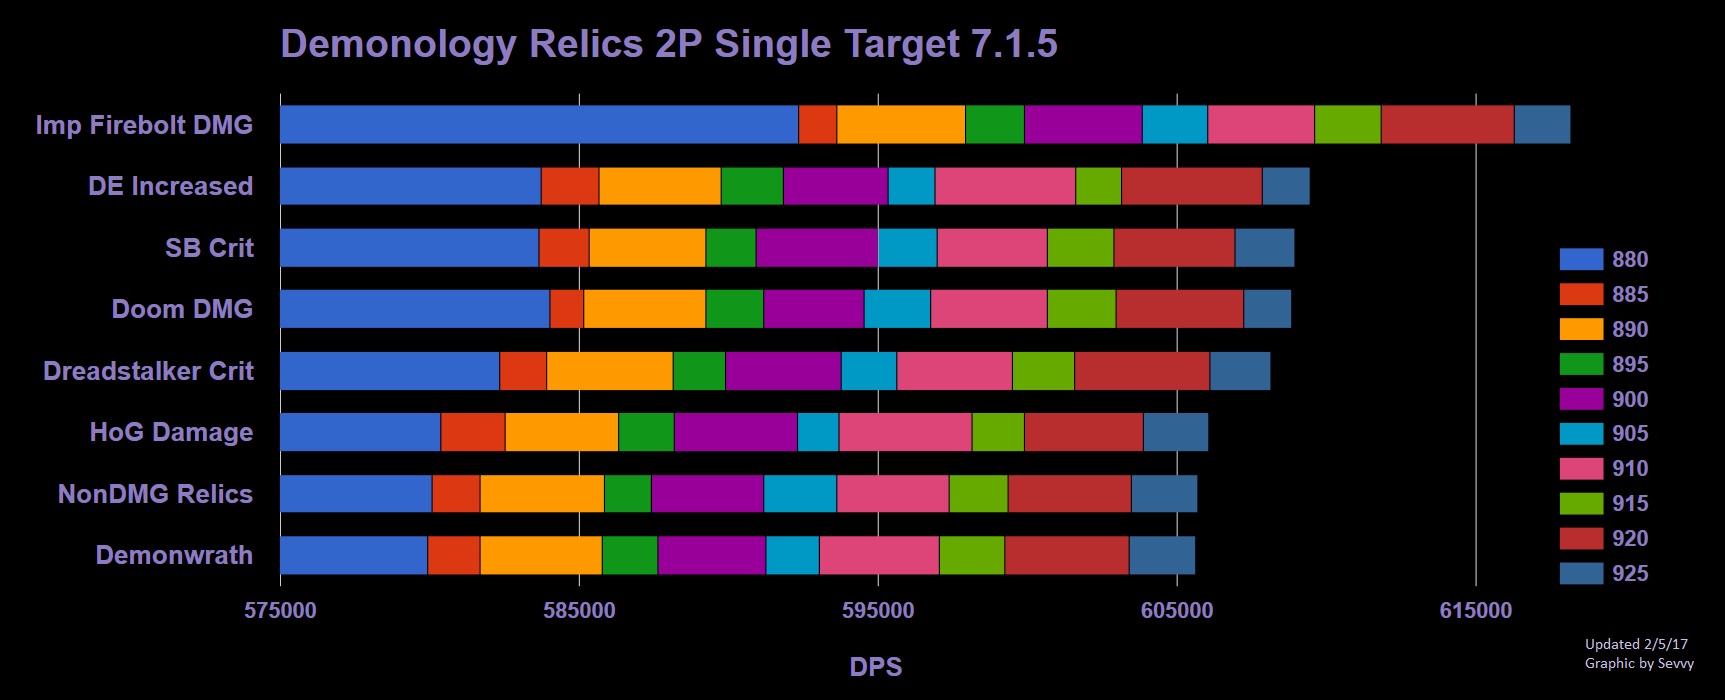 Demonology Relics 2P Single Target 7.1.5
Imp Firebolt DMG
DE Increased
SB Crit
Doom DMG
Dreadstalker Crit
HoG Damage
NonDMG Relics
Demonwrath
575000
585000
595000
605000
615000
DPS
880
885
890
895
900
905
910
915
920
925
Updated 2/5/17
Graphic by Sevvy